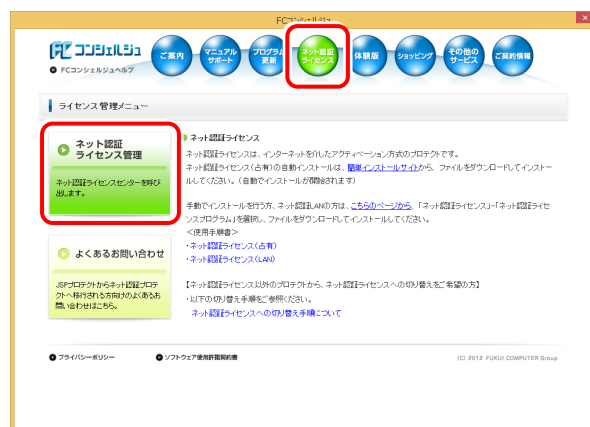 FCコンシェルジュ
FC コンシェルジュ
FCコンシェルジュヘルプ
ご案内
マニュアル
サポート
プログラム
更新
ネット認証
ライセンス
体験版
ショッピング
その他の
サービス
ご契約情報
ライセンス管理メニュー
ネット認証
ライセンス管理
ネット認証ライセンスセンターを呼び
出します。
よくあるお問い合わせ
JSPプロテクトからネット認証プロテ
クトへ移行される方向けのよくあるお
問い合わせはこちら。
ネット認証ライセンス
ネット認証ライセンスは、インターネットを介したアクティベーション方式のプロテクトです。
ネット認証ライセンス(占有)の自動インストールは、簡単インストールサイトから、ファイルをダウンロードしてインストー
ルしてください。(自動でインストールが開始されます)
手動でインストールを行う方、ネット認証LANの方は、こちらのページから、「ネット認証ライセンス」-「ネット認証ライセ
ンスプログラム」を選択し、ファイルをダウンロードしてインストールしてください。
<使用手順書>
・ネット認証ライセンス(占有)
・ネット認証ライセンス(LAN)
【ネット認証ライセンス以外のプロテクトから、ネット認証ライセンスへの切り替えをご希望の方】
・以下の切り替え手順をご参照ください。
ネット認証ライセンスへの切り替え手順について
プライバシーポリシー
ソフトウェア使用許諾契約書
(C) 2012 FUKUI COMPUTER Group